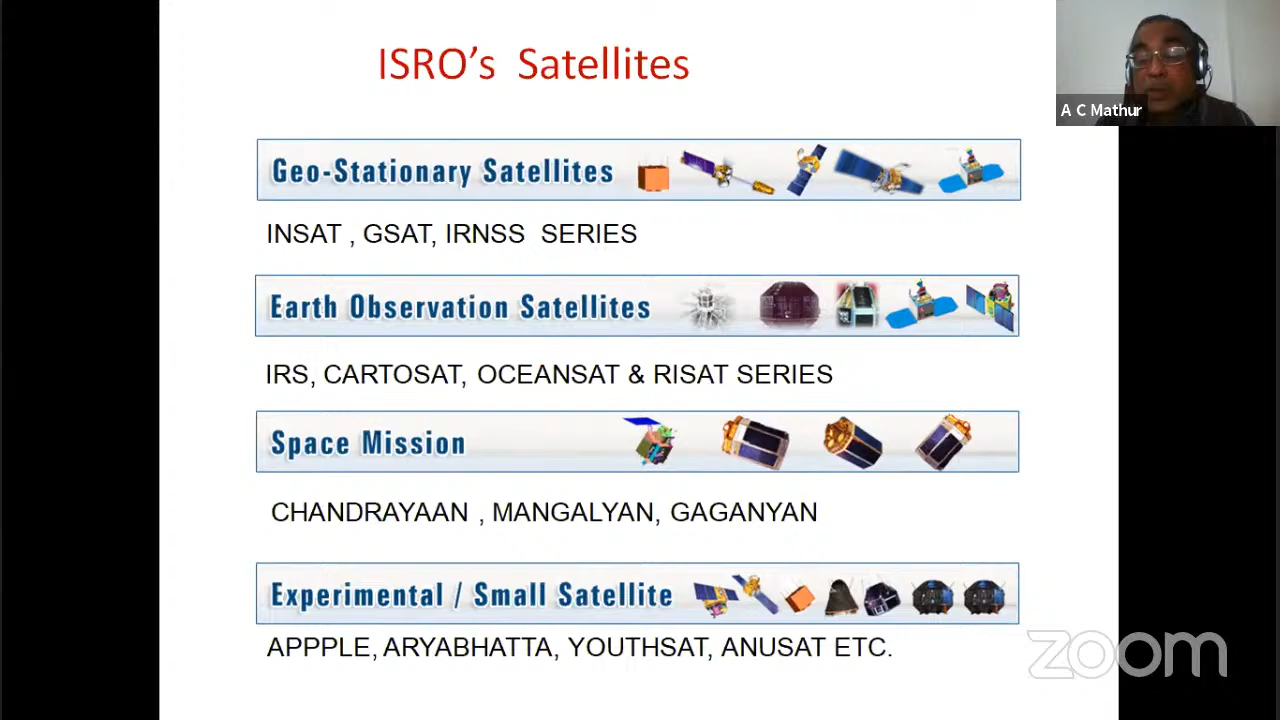 ISRO's Satellites
A C Mathur
Geo-Stationary Satellites
INSAT , GSAT, IRNSS SERIES
Earth Observation Satellites
IRS, CARTOSAT, OCEANSAT & RISAT SERIES
Space Mission
CHANDRAYAAN , MANGALYAN, GAGANYAN
Experimental / Small Satellite
APPPLE, ARYABHATTA, YOUTHSAT, ANUSAT ETC.
zoom